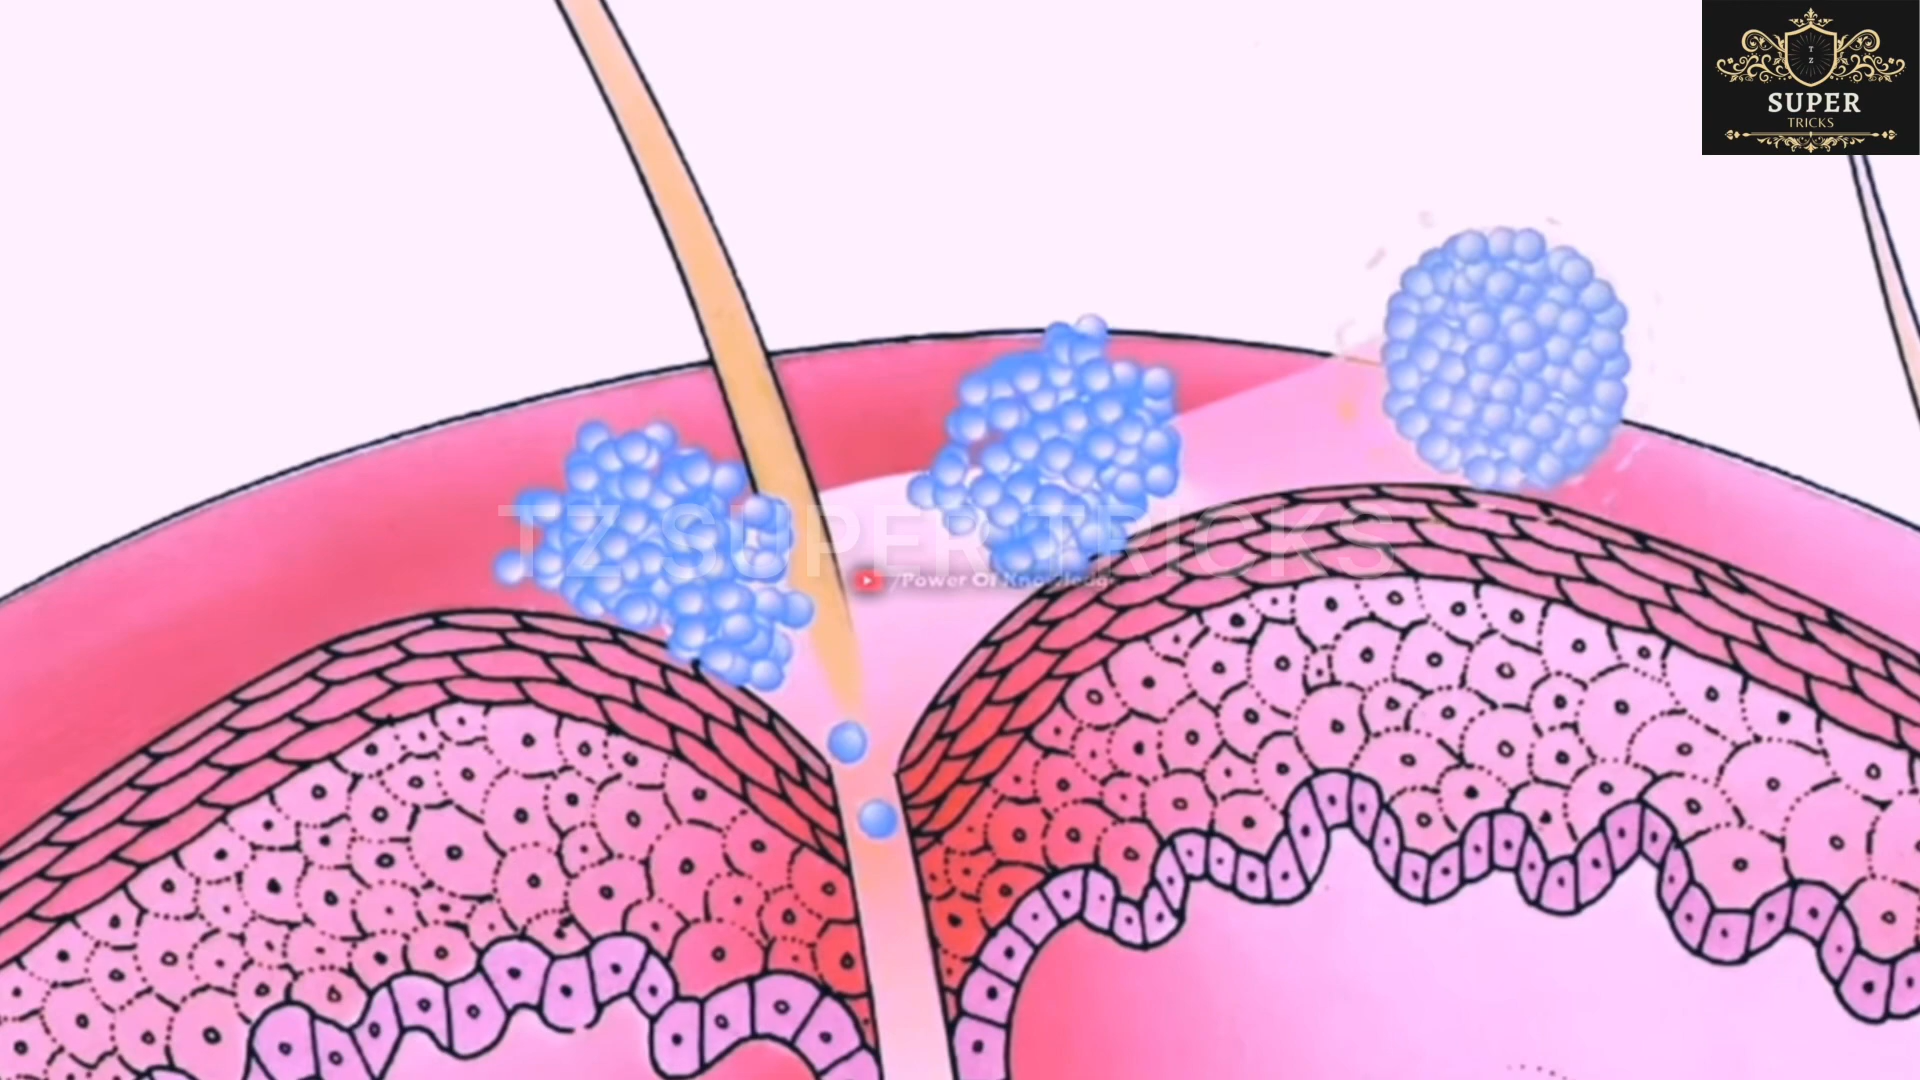 T
Z
SUPER
TRICKS
TZ SUPER TRICKS
/Power Of Knowledge